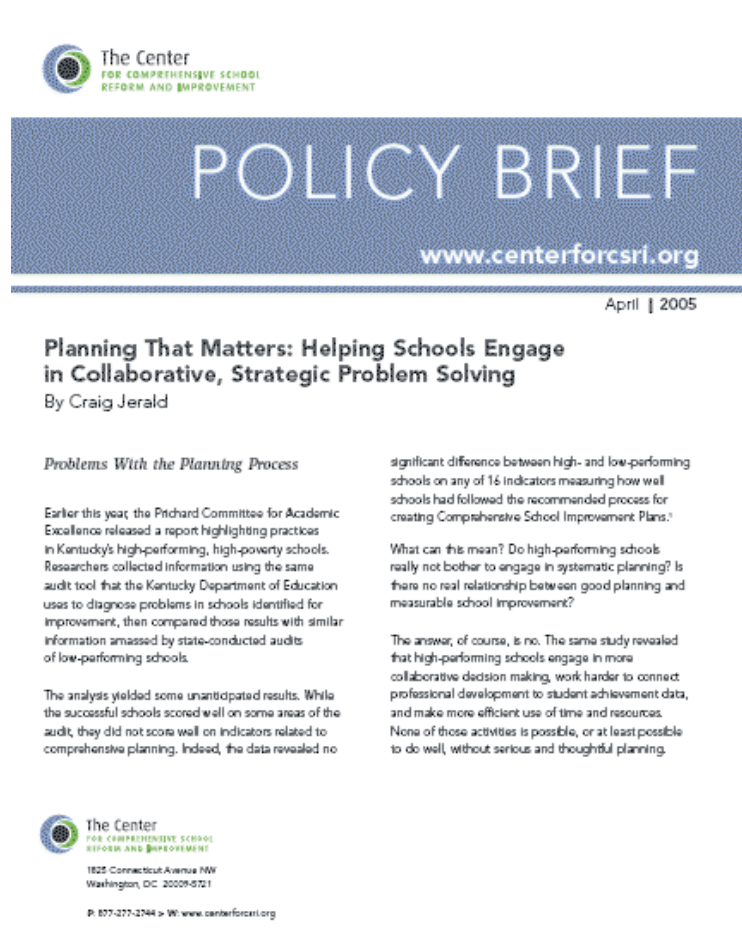 The Center
FOR COMPREHENSIVE SCHOOL
REFORM AND IMPROVEMENT
POLICY BRIEF
www.centerforcsri.org
April | 2005
Planning That Matters: Helping Schools Engage
in Collaborative, Strategic Problem Solving
By Craig Jerald
Problems With the Planning Process
Earlier this year, the Prichard Committee for Academic
Excellence released a report highlighting practices
in Kentucky's high-performing, high-poverty schools.
Researchers collected information using the same
audit tool that the Kentucky Department of Education
uses to diagnose problems in schools identified for
improvement, then compared those results with similar
information amassed by state-conducted audits
of low-performing schools.
The analysis yielded some unanticipated results. While
the successful schools scored well on some areas of the
audit, they did not score well on indicators related to
comprehensive planning. Indeed, the data revealed no
significant difference between high- and low-performing
schools on any of 16 indicators measuring how well
schools had followed the recommended process for
creating Comprehensive School Improvement Plans.¹
What can this mean? Do high-performing schools
really not bother to engage in systematic planning? Is
there no real relationship between good planning and
measurable school improvement?
The answer, of course, is no. The same study revealed
that high-performing schools engage in more
collaborative decision making, work harder to connect
professional development to student achievement data,
and make more efficient use of time and resources.
None of those activities is possible, or at least possible
to do well, without serious and thoughtful planning.
The Center
FOR COMPREHENSIVE SCHOOL
REFORM AND IMPROVEMENT
1825 Connecticut Avenue NW
Washington, DC 20009-5721
P: 877-277-2744 > W: www.centerforcsri.org